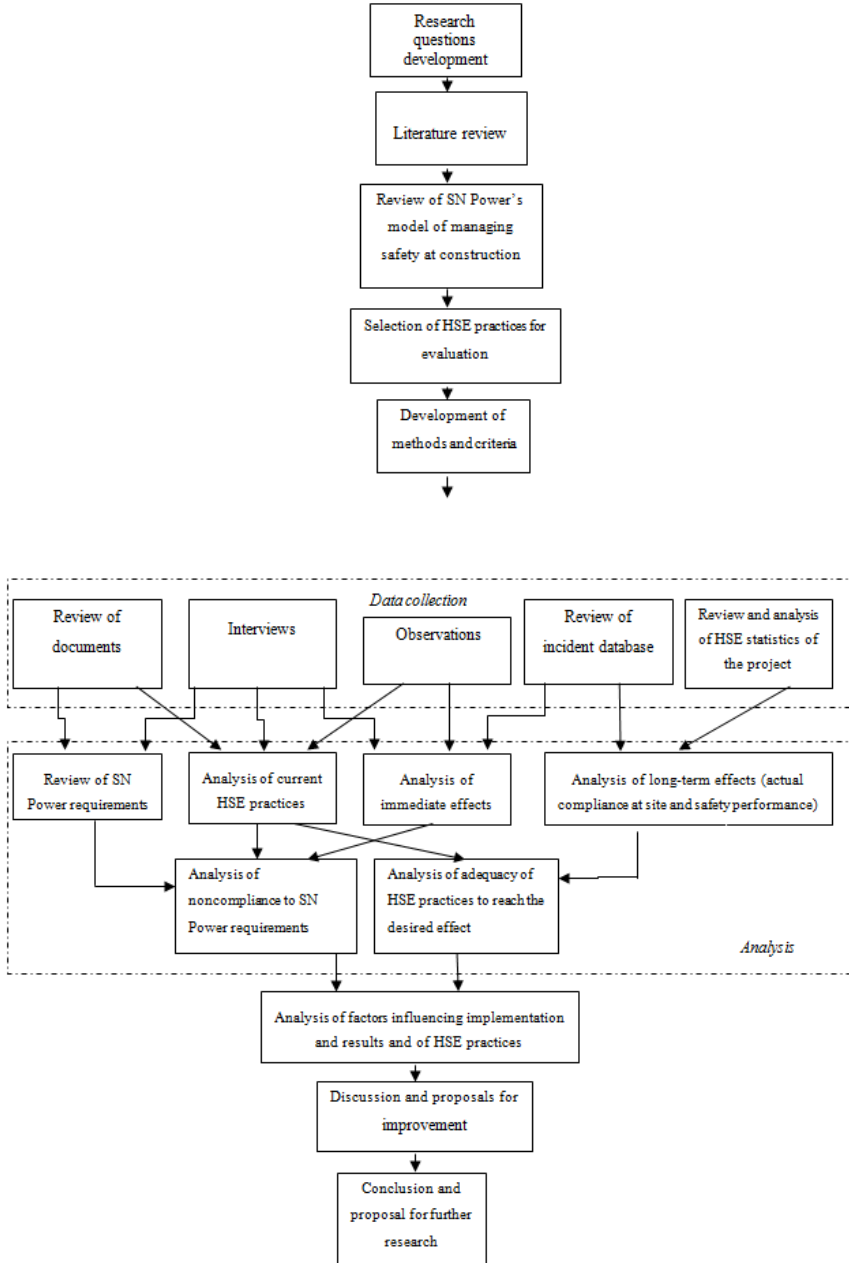 Research
questions
development
Literature review
Review of SN Power's
model of managing
safety at construction
Selection of HSE practices for
evaluation
Development of
methods and criteria
Data collection
Review of
documents
Interviews
Observations
Review of
incident database
Review and analysis
of HSE statistics of
the project
Review of SN
Power requirements
Analysis of current
HSE practices
Analysis of
immediate effects
Analysis of long-term effects (actual
compliance at site and safety performance)
Analysis of
noncompliance to SN
Power requirements
Analysis of adequacy of
HSE practices to reach the
desired effect
Analysis
Analysis of factors influencing implementation
and results and of HSE practices
Discussion and proposals for
improvement
Conclusion and
proposal for further
research